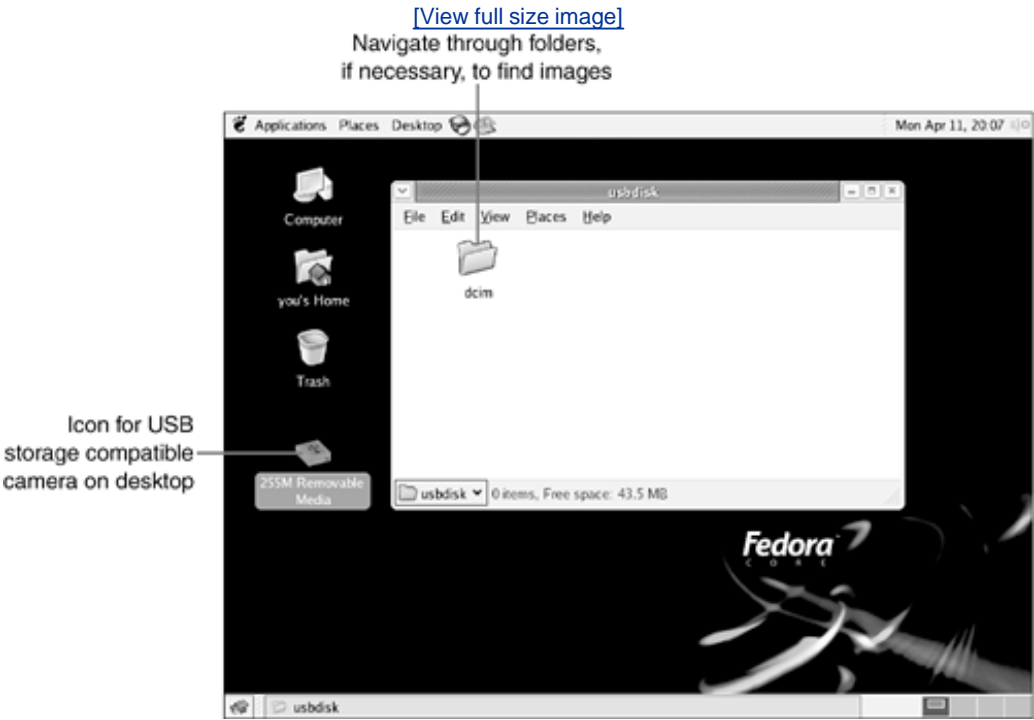 [View full size image]
Navigate through folders,
if necessary, to find images
Applications Places Desktop
Mon Apr 11, 20:07
Computer
usbdisk
File Edit View Places Help
you's Home
dcim
Trash
Icon for USB
storage compatible
camera on desktop
255M Removable
Media
usbdisk 0 items, Free space: 43.5 MB
Fedora
CORE
usbdisk